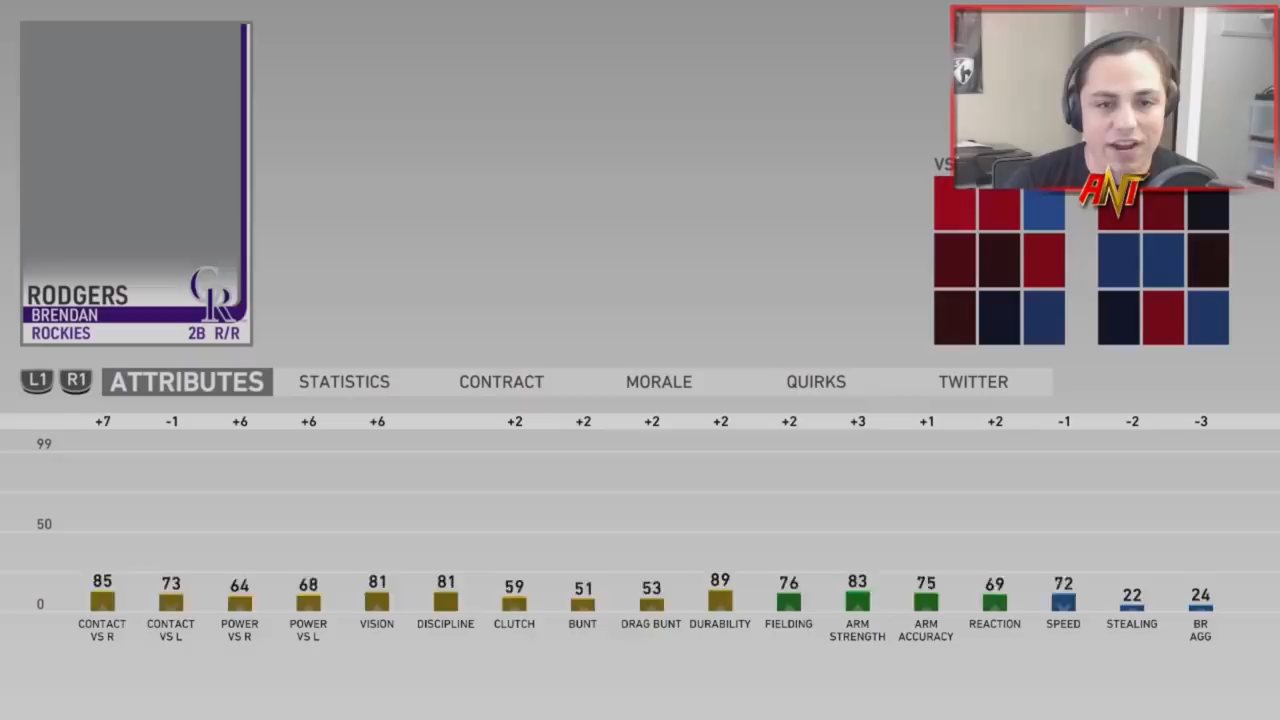 VS
ANT
CR
RODGERS
BRENDAN
ROCKIES 2B R/R
L1 R1 ATTRIBUTES STATISTICS CONTRACT MORALE QUIRKS TWITTER
+7 -1 +6 +6 +6 +2 +2 +2 +2 +2 +3 +1 +2 -1 -2 -3
99
50
85 73 64 68 81 81 59 51 53 89 76 83 75 69 72 22 24
0
CONTACT VS R
CONTACT VS L
POWER VS R
POWER VS L
VISION
DISCIPLINE
CLUTCH
BUNT
DRAG BUNT
DURABILITY
FIELDING
ARM STRENGTH
ARM ACCURACY
REACTION
SPEED
STEALING
BR AGG